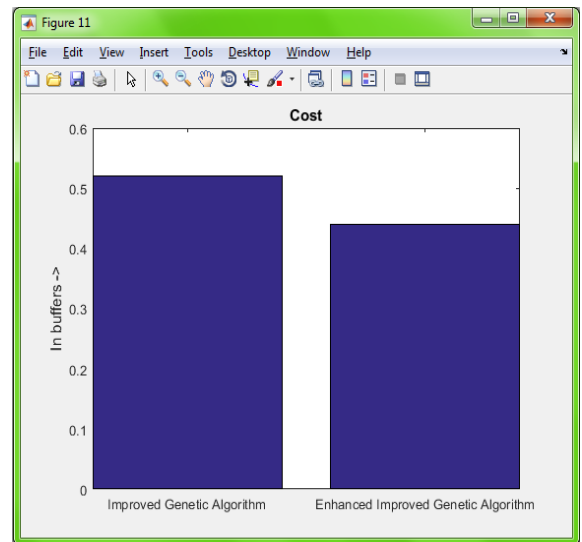 Figure 11
File Edit View Insert Tools Desktop Window Help
Cost
0.6
0.5
0.4
0.3
0.2
0.1
0
In buffers ->
Improved Genetic Algorithm Enhanced Improved Genetic Algorithm